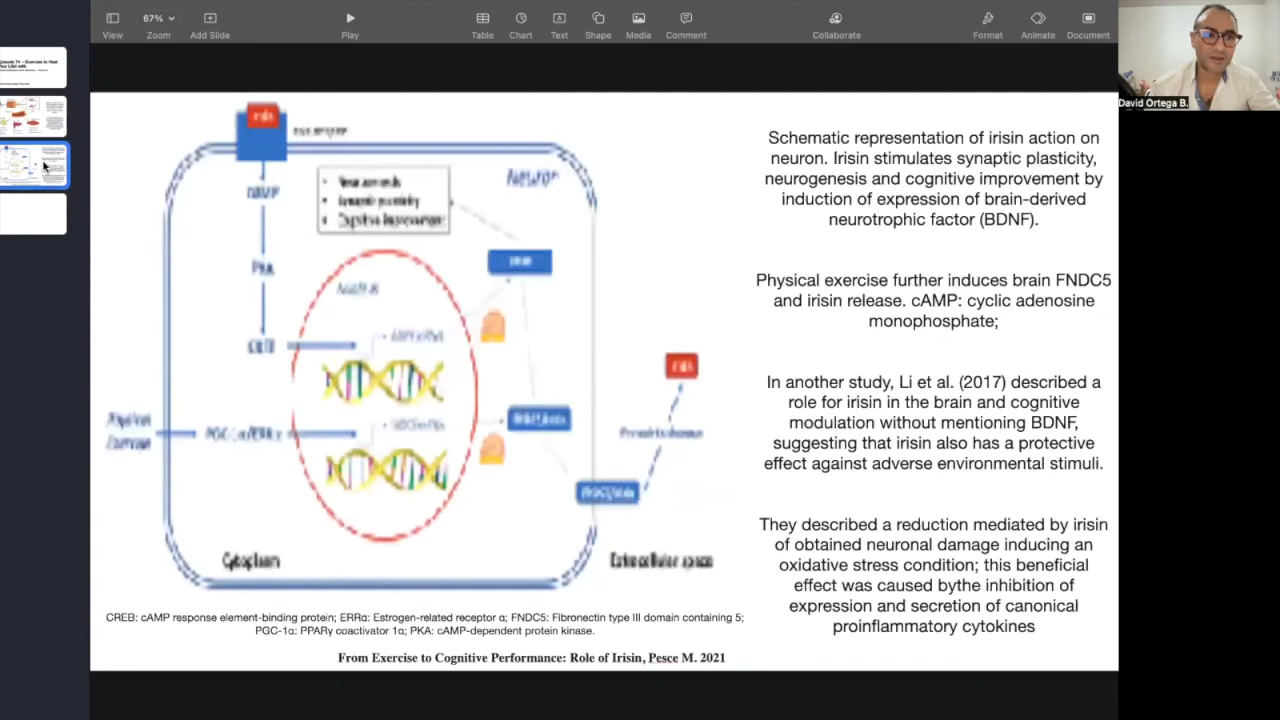 View
67%
Zoom
Add Slide
Play
Table
Chart
Text
Shape
Media
Comment
Collaborate
Format
Animate
Document
David Ortega B.
Neuron
cAMP
PKA
CREB
Physical
Exercise
Cytoplasm
Extracellular space
Schematic representation of irisin action on
neuron. Irisin stimulates synaptic plasticity,
neurogenesis and cognitive improvement by
induction of expression of brain-derived
neurotrophic factor (BDNF).
Physical exercise further induces brain FNDC5
and irisin release. cAMP: cyclic adenosine
monophosphate;
In another study, Li et al. (2017) described a
role for irisin in the brain and cognitive
modulation without mentioning BDNF,
suggesting that irisin also has a protective
effect against adverse environmental stimuli.
They described a reduction mediated by irisin
of obtained neuronal damage inducing an
oxidative stress condition; this beneficial
effect was caused bythe inhibition of
expression and secretion of canonical
proinflammatory cytokines
CREB: cAMP response element-binding protein; ERRα: Estrogen-related receptor α; FNDC5: Fibronectin type III domain containing 5;
PGC-1α: PPARγ coactivator 1α; PKA: cAMP-dependent protein kinase.
From Exercise to Cognitive Performance: Role of Irisin, Pesce M. 2021